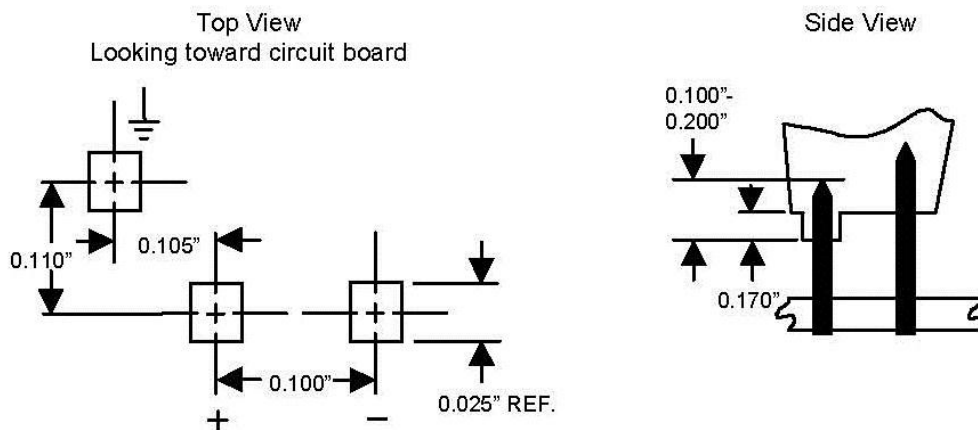 Top View
Looking toward circuit board
Side View
0.100”-
0.200”
0.105”
0.110”
0.170”
0.100”
0.025” REF.
+ −